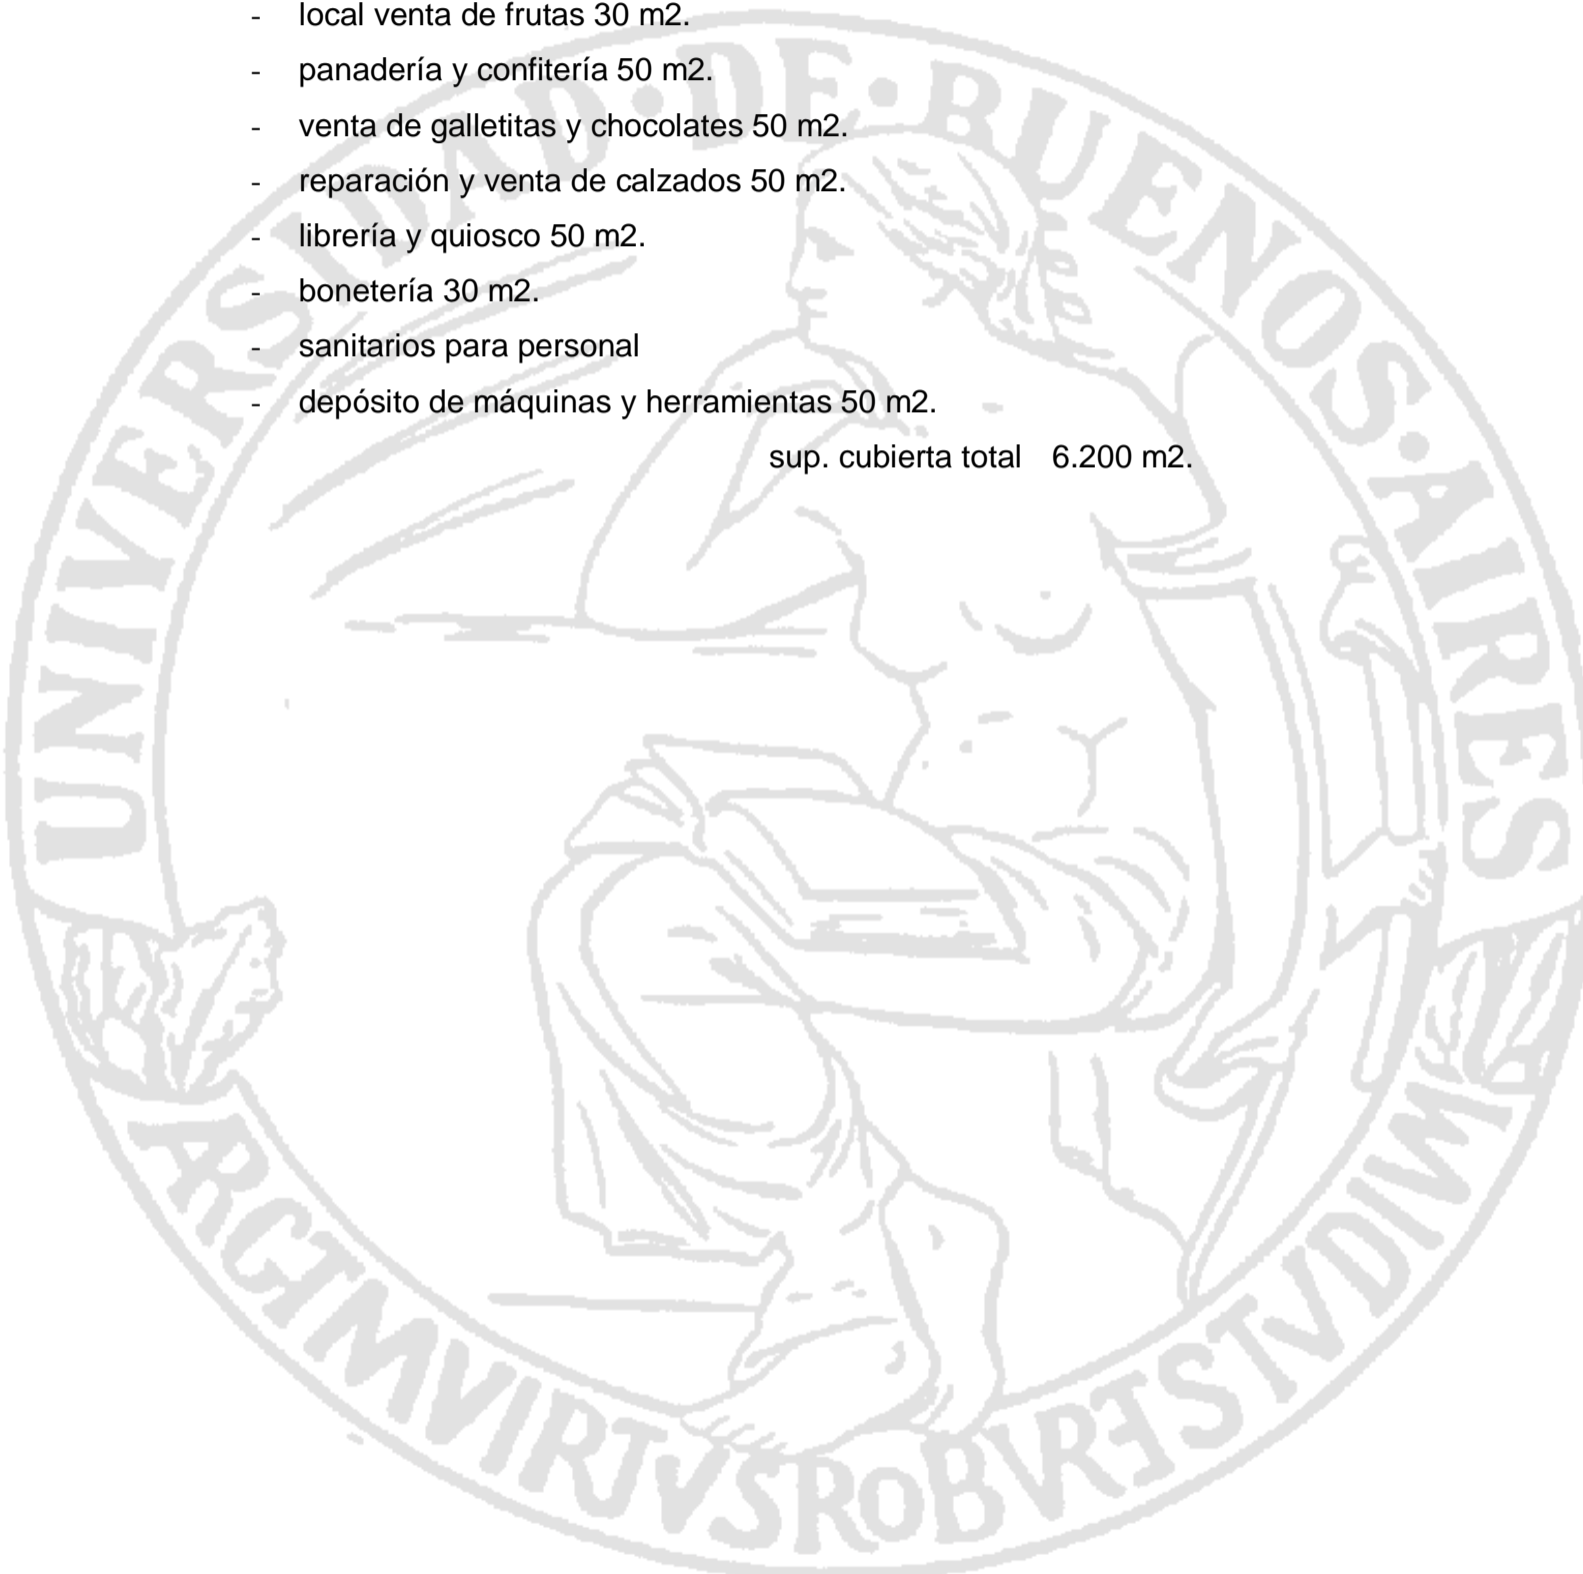 - local venta de frutas 30 m2.
- panadería y confitería 50 m2.
- venta de galletitas y chocolates 50 m2.
- reparación y venta de calzados 50 m2.
- librería y quiosco 50 m2.
- bonetería 30 m2.
- sanitarios para personal
- depósito de máquinas y herramientas 50 m2.
sup. cubierta total 6.200 m2.
UNIVERSIDAD·DE·BUENOS·AIRES
ARGTMVIRTVSROBVRESTVDIVM